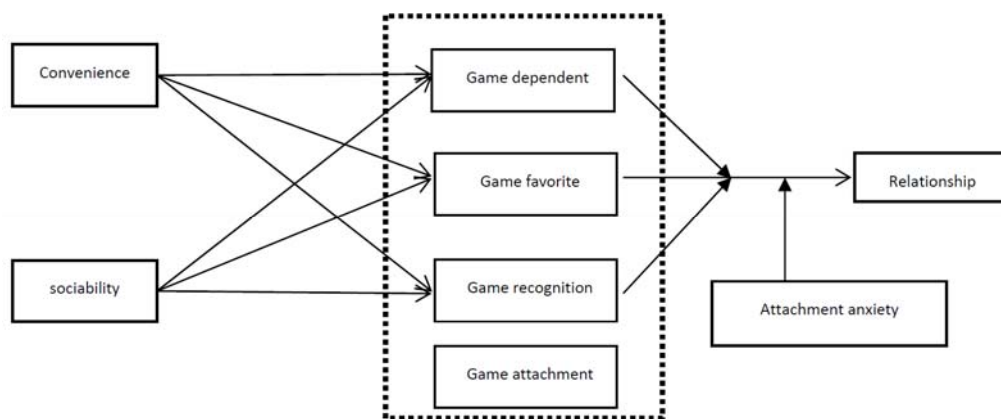 Convenience
sociability
Game dependent
Game favorite
Game recognition
Game attachment
Relationship
Attachment anxiety